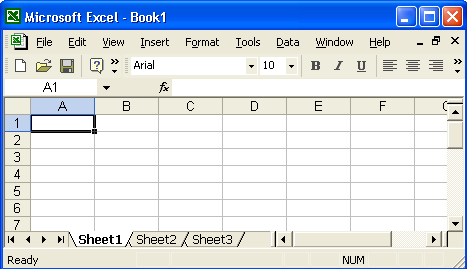 Microsoft Excel - Book1
File Edit View Insert Format Tools Data Window Help
Arial 10 B I U
A1 fx
A B C D E F
1
2
3
4
5
6
7
Sheet1 Sheet2 Sheet3
Ready NUM